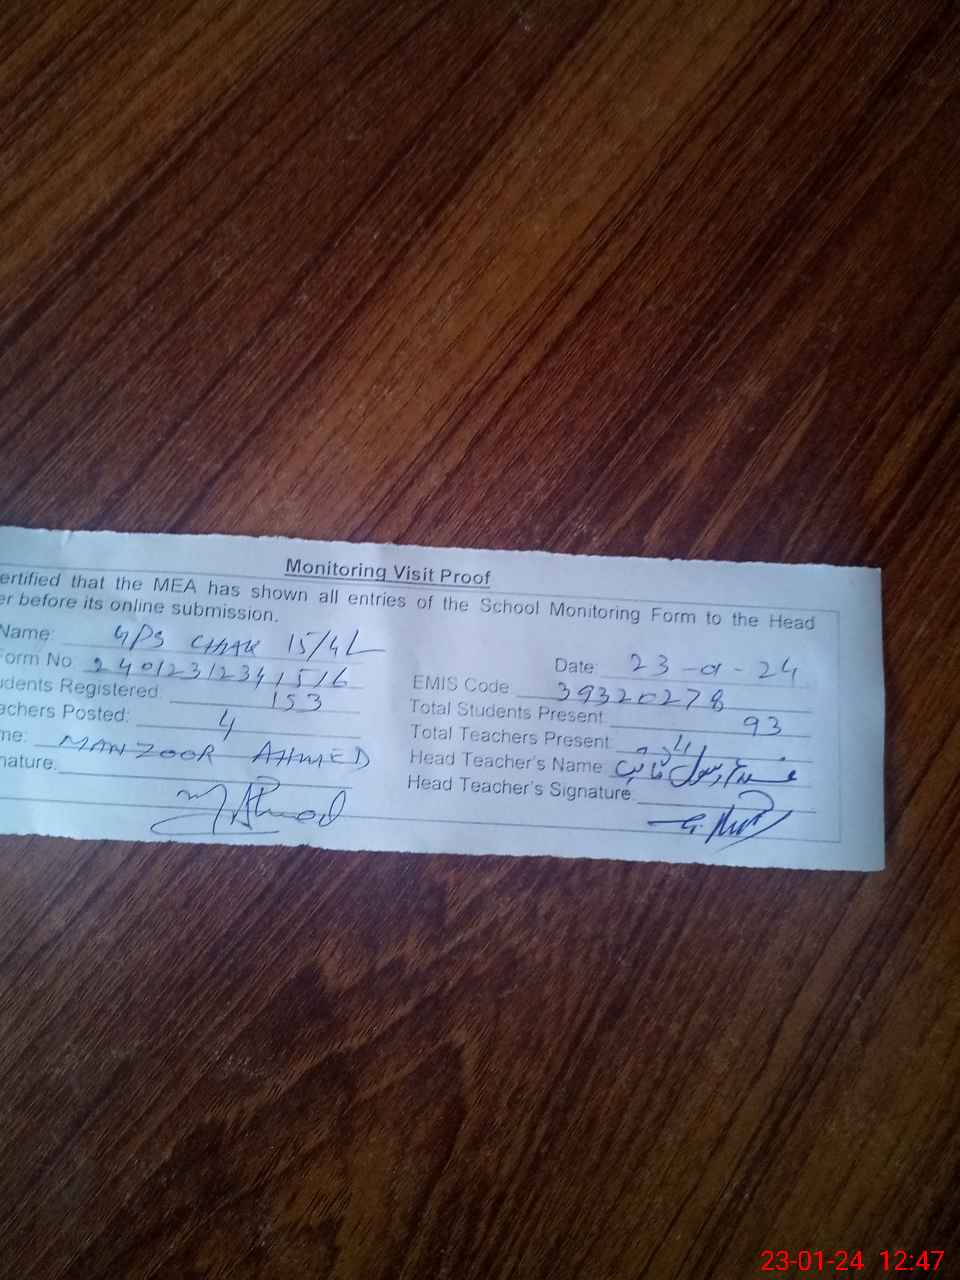 Monitoring Visit Proof
ertified that the MEA has shown all entries of the School Monitoring Form to the Head
er before its online submission.
Name: GPS CHAK 15/4L
Date: 23-01-24
Form No 24012312341516
EMIS Code 39320278
dents Registered: 153
Total Students Present: 93
achers Posted: 4
Total Teachers Present: 4
me: MANZOOR AHMED
Head Teacher's Name
nature.
Head Teacher's Signature:
23-01-24 12:47